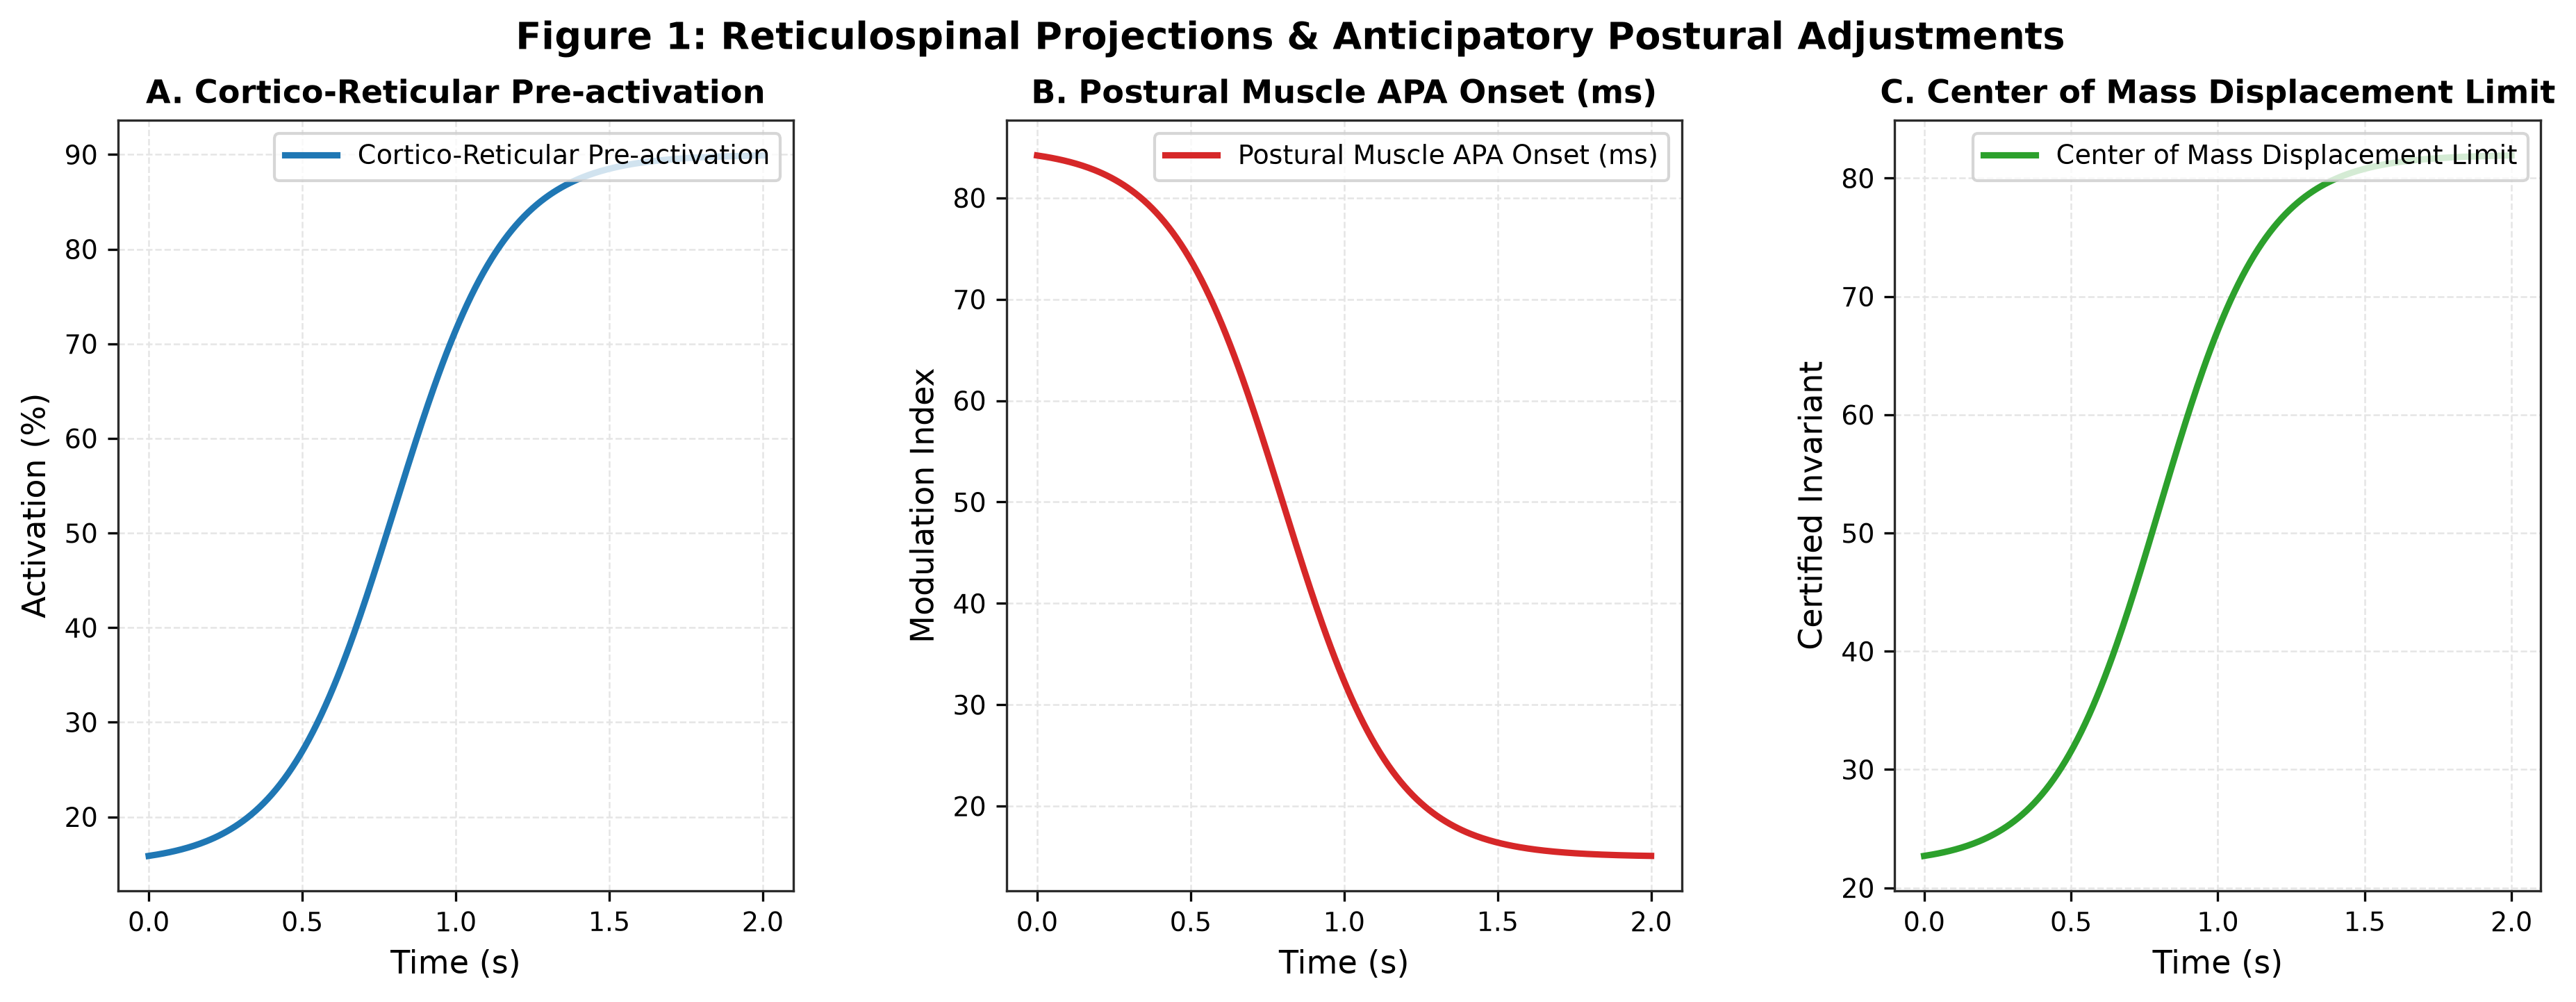 Figure 1: Reticulospinal Projections & Anticipatory Postural Adjustments
A. Cortico-Reticular Pre-activation
Cortico-Reticular Pre-activation
Activation (%)
90
80
70
60
50
40
30
20
0.0 0.5 1.0 1.5 2.0
Time (s)
B. Postural Muscle APA Onset (ms)
Postural Muscle APA Onset (ms)
Modulation Index
80
70
60
50
40
30
20
0.0 0.5 1.0 1.5 2.0
Time (s)
C. Center of Mass Displacement Limit
Center of Mass Displacement Limit
Certified Invariant
80
70
60
50
40
30
20
0.0 0.5 1.0 1.5 2.0
Time (s)